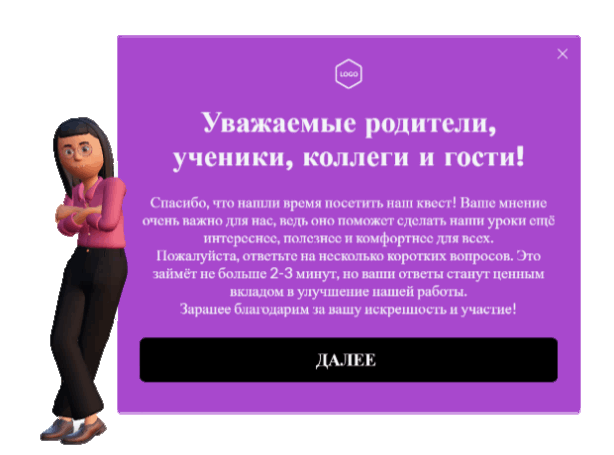 LOGO
Уважаемые родители,
ученики, коллеги и гости!
Спасибо, что нашли время посетить наш квест! Ваше мнение
очень важно для нас, ведь оно поможет сделать наши уроки ещё
интереснее, полезнее и комфортнее для всех.
Пожалуйста, ответьте на несколько коротких вопросов. Это
займёт не больше 2-3 минут, но ваши ответы станут ценным
вкладом в улучшение нашей работы.
Заранее благодарим за вашу искренность и участие!
ДАЛЕЕ